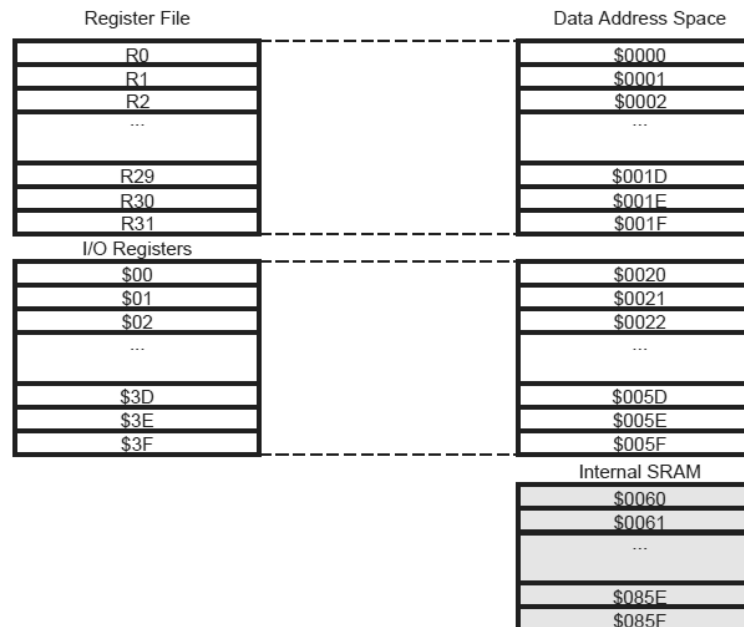 Register File
Data Address Space
R0
$0000
R1
$0001
R2
$0002
...
...
R29
$001D
R30
$001E
R31
$001F
I/O Registers
$00
$0020
$01
$0021
$02
$0022
...
...
$3D
$005D
$3E
$005E
$3F
$005F
Internal SRAM
$0060
$0061
...
$085E
$085F